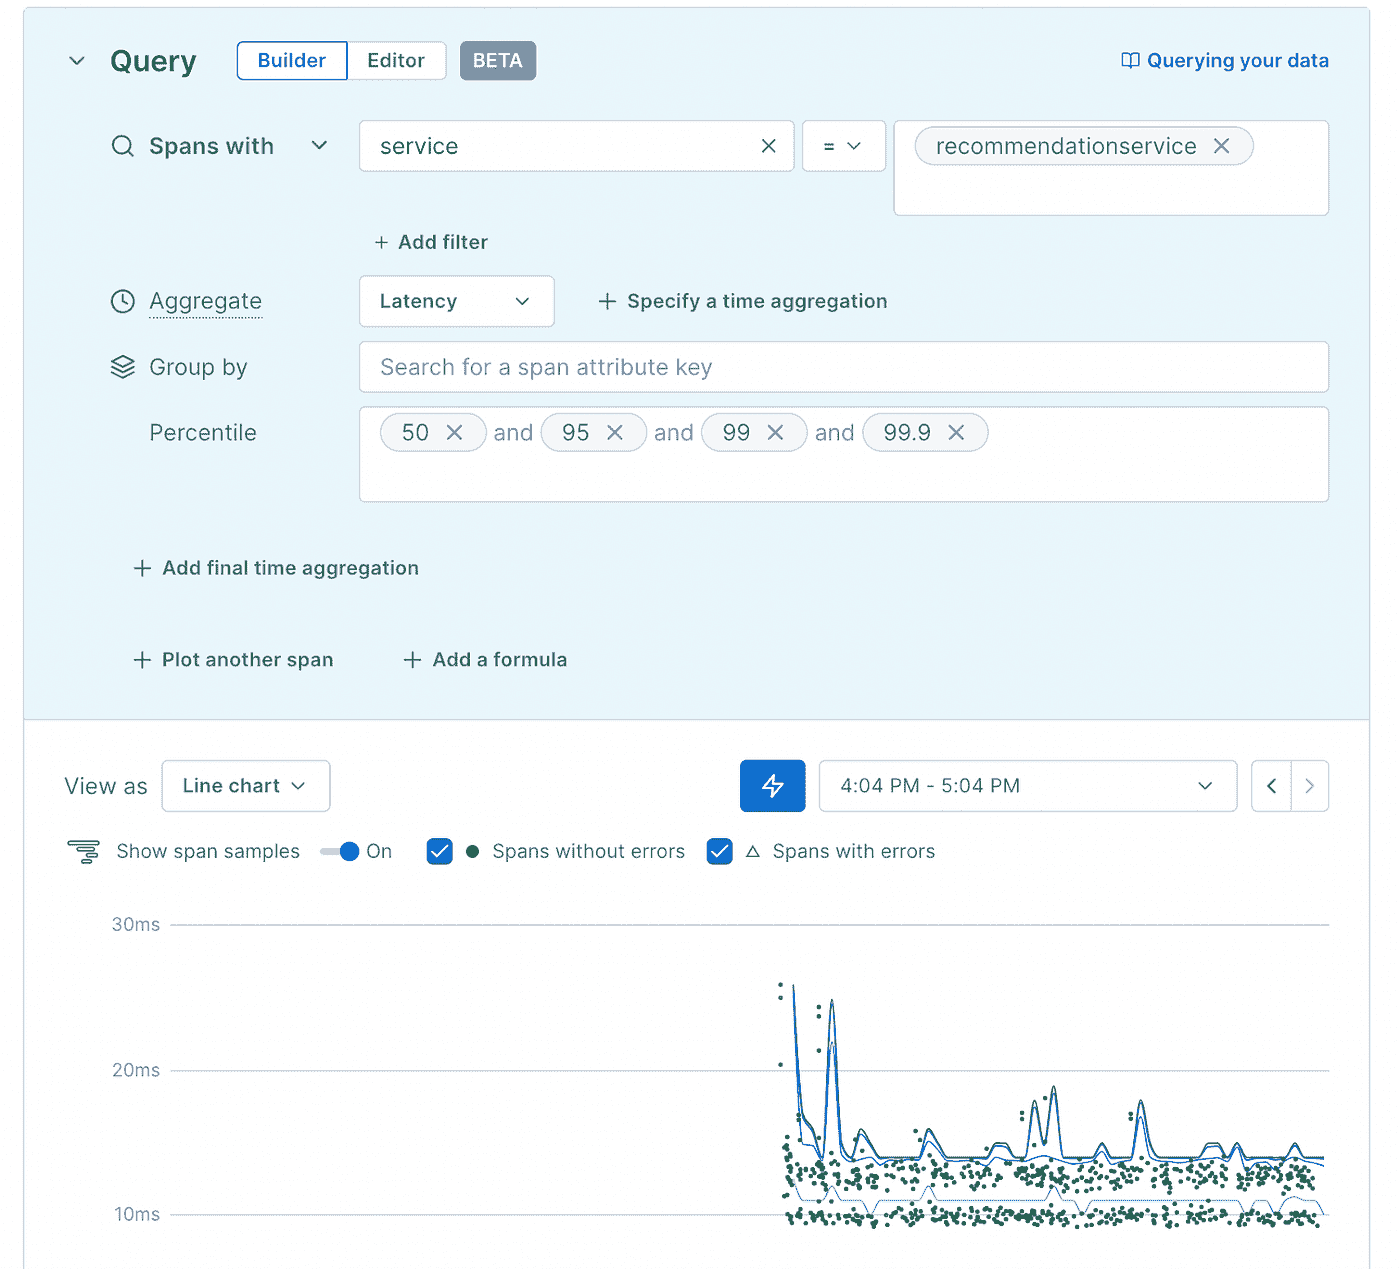 Query Builder Editor BETA Querying your data
Spans with service = recommendationservice
+ Add filter
Aggregate Latency + Specify a time aggregation
Group by Search for a span attribute key
Percentile 50 and 95 and 99 and 99.9
+ Add final time aggregation
+ Plot another span + Add a formula
View as Line chart 4:04 PM - 5:04 PM
Show span samples On Spans without errors Spans with errors
30ms
20ms
10ms